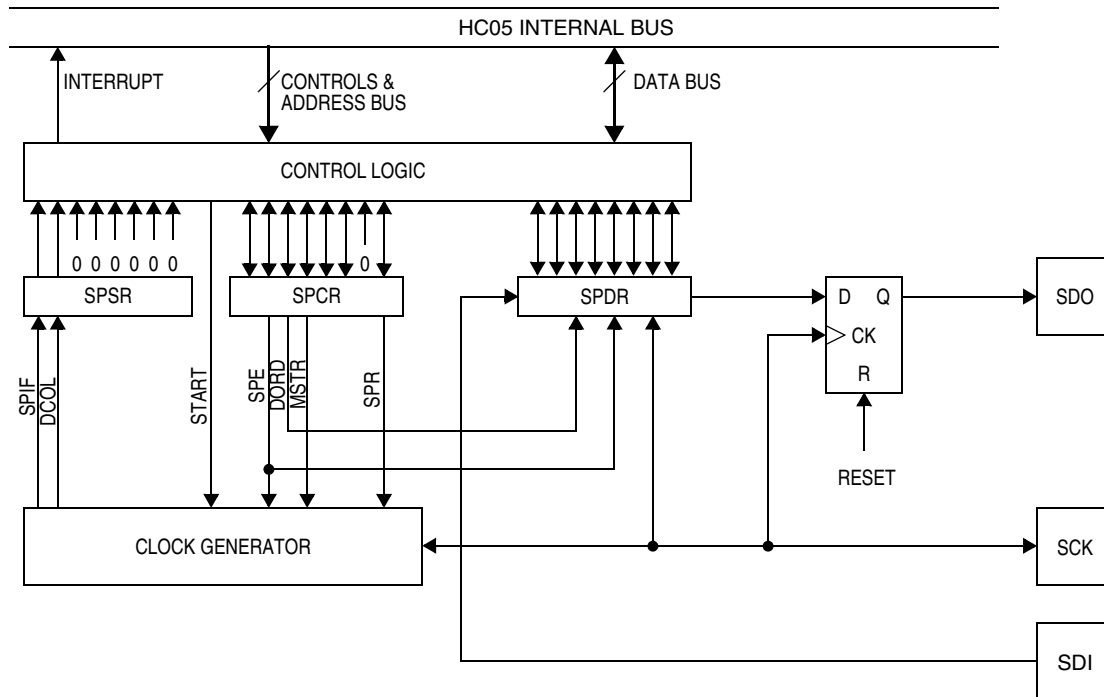 HC05 INTERNAL BUS
INTERRUPT
CONTROLS &
ADDRESS BUS
DATA BUS
CONTROL LOGIC
0 0 0 0 0 0
0
SPSR
SPCR
SPDR
D Q
CK
R
SDO
SPIF
DCOL
START
SPE
DORD
MSTR
SPR
RESET
CLOCK GENERATOR
SCK
SDI